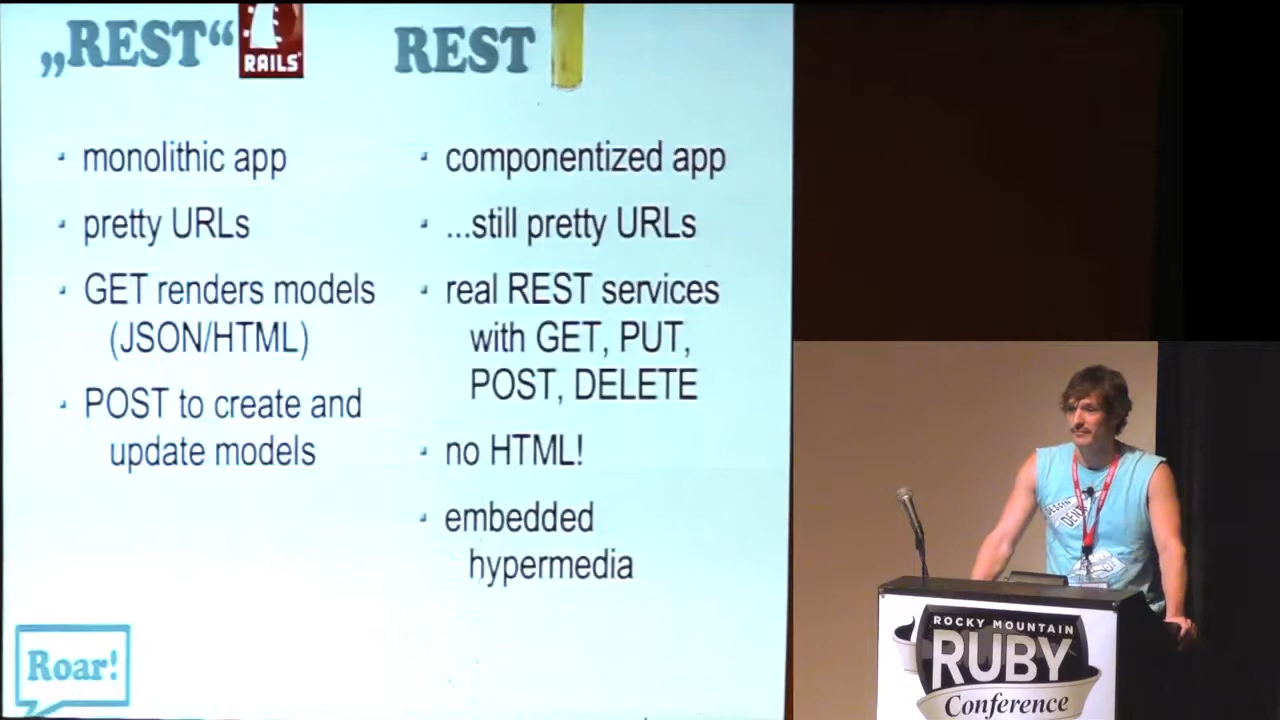 „REST“
RAILS
REST
· monolithic app
· pretty URLs
· GET renders models
(JSON/HTML)
· POST to create and
update models
· componentized app
· ...still pretty URLs
· real REST services
with GET, PUT,
POST, DELETE
· no HTML!
· embedded
hypermedia
Roar!
ROCKY MOUNTAIN
RUBY
Conference